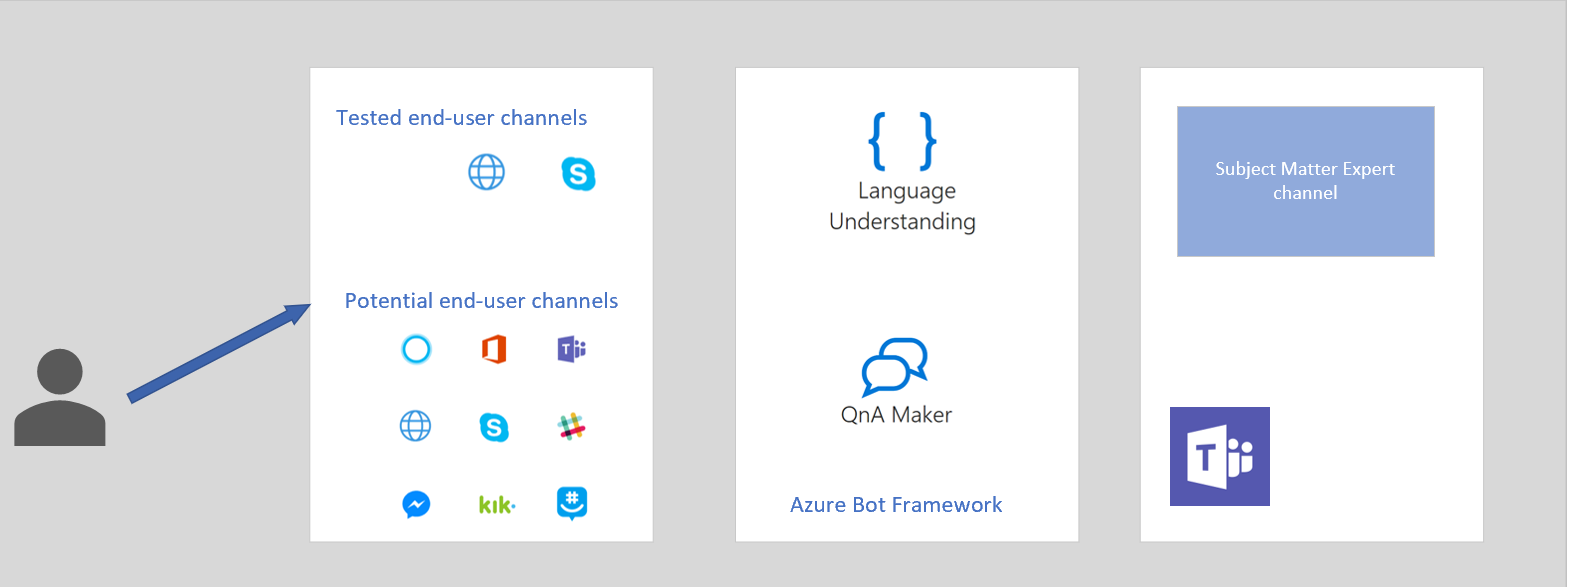 Tested end-user channels
S
Potential end-user channels
T
S
kik
#
{ }
Language
Understanding
QnA Maker
Azure Bot Framework
Subject Matter Expert
channel
T